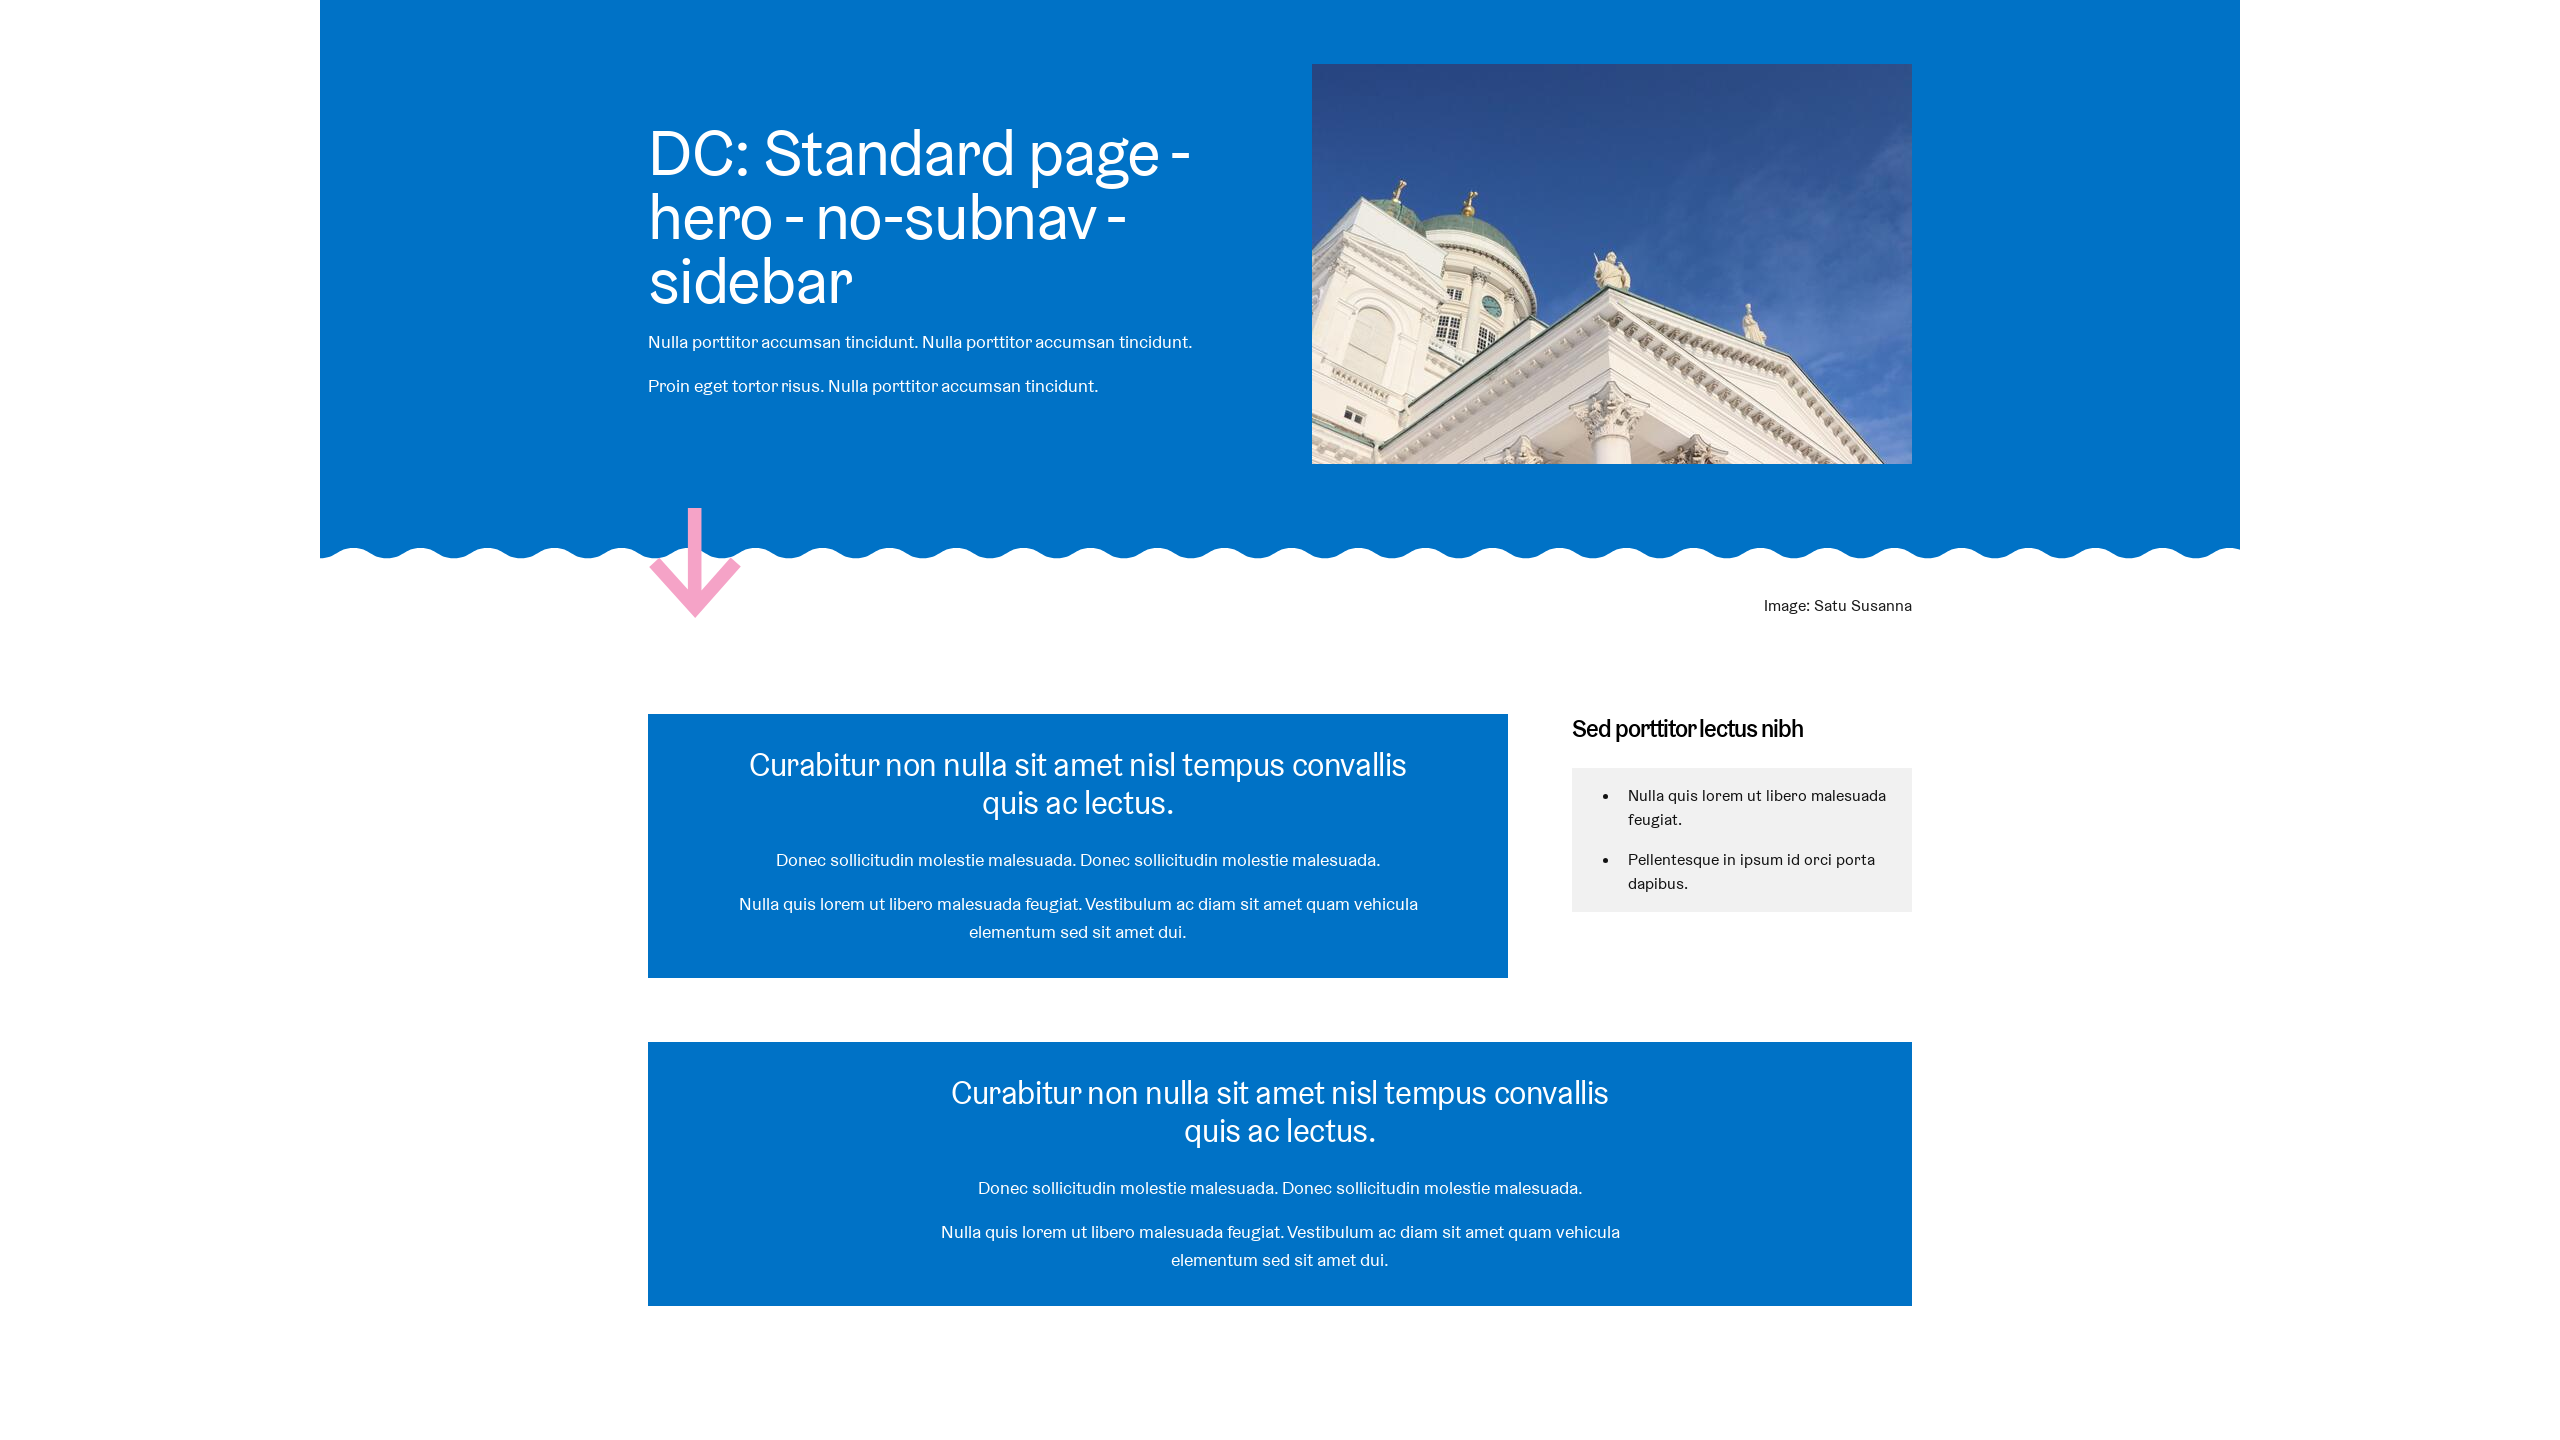 DC: Standard page -
hero - no-subnav -
sidebar
Nulla porttitor accumsan tincidunt. Nulla porttitor accumsan tincidunt.
Proin eget tortor risus. Nulla porttitor accumsan tincidunt.
Image: Satu Susanna
Curabitur non nulla sit amet nisl tempus convallis
quis ac lectus.
Donec sollicitudin molestie malesuada. Donec sollicitudin molestie malesuada.
Nulla quis lorem ut libero malesuada feugiat. Vestibulum ac diam sit amet quam vehicula
elementum sed sit amet dui.
Sed porttitor lectus nibh
Nulla quis lorem ut libero malesuada
feugiat.
Pellentesque in ipsum id orci porta
dapibus.
Curabitur non nulla sit amet nisl tempus convallis
quis ac lectus.
Donec sollicitudin molestie malesuada. Donec sollicitudin molestie malesuada.
Nulla quis lorem ut libero malesuada feugiat. Vestibulum ac diam sit amet quam vehicula
elementum sed sit amet dui.